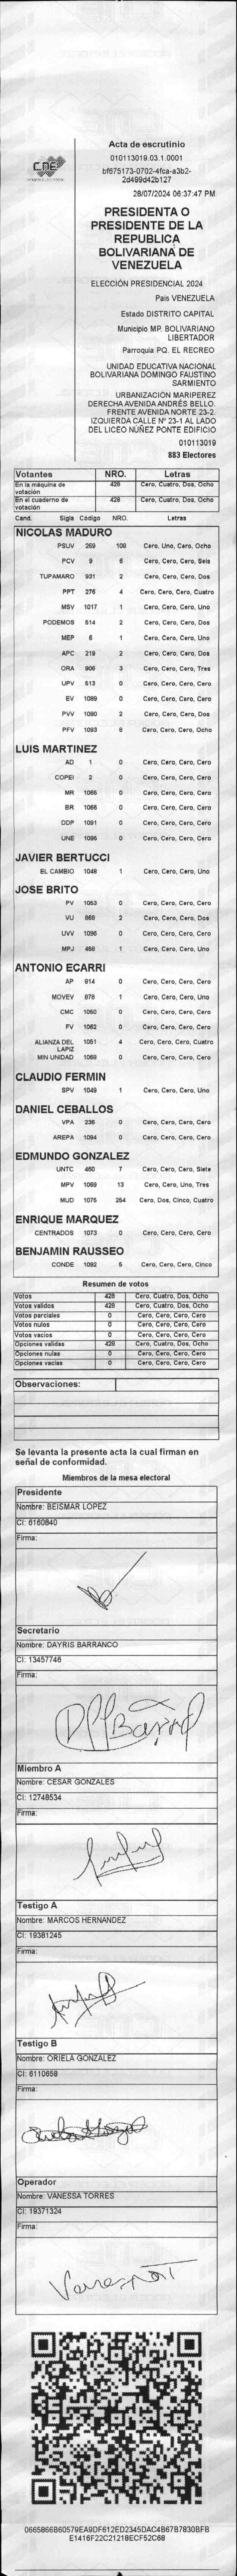 CNE
Acta de escrutinio
010113019.03.1.0001
bf675173-0702-4fca-a3b2-
2d499d42b127
28/07/2024 06:37:47 PM
PRESIDENTA O
PRESIDENTE DE LA
REPUBLICA
BOLIVARIANA DE
VENEZUELA
ELECCIÓN PRESIDENCIAL 2024
País VENEZUELA
Estado DISTRITO CAPITAL
Municipio MP. BOLIVARIANO
LIBERTADOR
Parroquia PQ. EL RECREO
UNIDAD EDUCATIVA NACIONAL
BOLIVARIANA DOMINGO FAUSTINO
SARMIENTO
URBANIZACIÓN MARIPEREZ
DERECHA AVENIDA ANDRÉS BELLO.
FRENTE AVENIDA NORTE 23-2.
IZQUIERDA CALLE Nº 23-1 AL LADO
DEL LICEO NÚÑEZ PONTE EDIFICIO
010113019
883 Electores
Votantes NRO. Letras
En la máquina de votación 428 Cero, Cuatro, Dos, Ocho
En el cuaderno de votación 428 Cero, Cuatro, Dos, Ocho
Cand. Sigla Código NRO. Letras
NICOLAS MADURO
PSUV 269 108 Cero, Uno, Cero, Ocho
PCV 9 6 Cero, Cero, Cero, Seis
TUPAMARO 931 2 Cero, Cero, Cero, Dos
PPT 276 4 Cero, Cero, Cero, Cuatro
MSV 1017 1 Cero, Cero, Cero, Uno
PODEMOS 514 2 Cero, Cero, Cero, Dos
MEP 6 1 Cero, Cero, Cero, Uno
APC 219 2 Cero, Cero, Cero, Dos
ORA 906 3 Cero, Cero, Cero, Tres
UPV 513 0 Cero, Cero, Cero, Cero
EV 1089 0 Cero, Cero, Cero, Cero
PVV 1090 2 Cero, Cero, Cero, Dos
PFV 1093 8 Cero, Cero, Cero, Ocho
LUIS MARTINEZ
AD 1 0 Cero, Cero, Cero, Cero
COPEI 2 0 Cero, Cero, Cero, Cero
MR 1065 0 Cero, Cero, Cero, Cero
BR 1066 0 Cero, Cero, Cero, Cero
DDP 1091 0 Cero, Cero, Cero, Cero
UNE 1095 0 Cero, Cero, Cero, Cero
JAVIER BERTUCCI
EL CAMBIO 1048 1 Cero, Cero, Cero, Uno
JOSE BRITO
PV 1053 0 Cero, Cero, Cero, Cero
VU 868 2 Cero, Cero, Cero, Dos
UVV 1096 0 Cero, Cero, Cero, Cero
MPJ 458 1 Cero, Cero, Cero, Uno
ANTONIO ECARRI
AP 814 0 Cero, Cero, Cero, Cero
MOVEV 878 1 Cero, Cero, Cero, Uno
CMC 1050 0 Cero, Cero, Cero, Cero
FV 1062 0 Cero, Cero, Cero, Cero
ALIANZA DEL LAPIZ 1051 4 Cero, Cero, Cero, Cuatro
MIN UNIDAD 1068 0 Cero, Cero, Cero, Cero
CLAUDIO FERMIN
SPV 1049 1 Cero, Cero, Cero, Uno
DANIEL CEBALLOS
VPA 236 0 Cero, Cero, Cero, Cero
AREPA 1094 0 Cero, Cero, Cero, Cero
EDMUNDO GONZALEZ
UNTC 460 7 Cero, Cero, Cero, Siete
MPV 1069 13 Cero, Cero, Uno, Tres
MUD 1075 254 Cero, Dos, Cinco, Cuatro
ENRIQUE MARQUEZ
CENTRADOS 1073 0 Cero, Cero, Cero, Cero
BENJAMIN RAUSSEO
CONDE 1092 5 Cero, Cero, Cero, Cinco
Resumen de votos
Votos 428 Cero, Cuatro, Dos, Ocho
Votos validos 428 Cero, Cuatro, Dos, Ocho
Votos parciales 0 Cero, Cero, Cero, Cero
Votos nulos 0 Cero, Cero, Cero, Cero
Votos vacios 0 Cero, Cero, Cero, Cero
Opciones validas 428 Cero, Cuatro, Dos, Ocho
Opciones nulas 0 Cero, Cero, Cero, Cero
Opciones vacías 0 Cero, Cero, Cero, Cero
Observaciones:
Se levanta la presente acta la cual firman en
señal de conformidad.
Miembros de la mesa electoral
Presidente
Nombre: BEISMAR LOPEZ
CI: 6160840
Firma:
Secretario
Nombre: DAYRIS BARRANCO
CI: 13457746
Firma:
Miembro A
Nombre: CESAR GONZALES
CI: 12748534
Firma:
Testigo A
Nombre: MARCOS HERNANDEZ
CI: 19381245
Firma:
Testigo B
Nombre: ORIELA GONZALEZ
CI: 6110658
Firma:
Operador
Nombre: VANESSA TORRES
CI: 19371324
Firma:
0665866B60579EA9DF612ED2345DAC4B67B7830BFB
E1416F22C21218ECF52C68